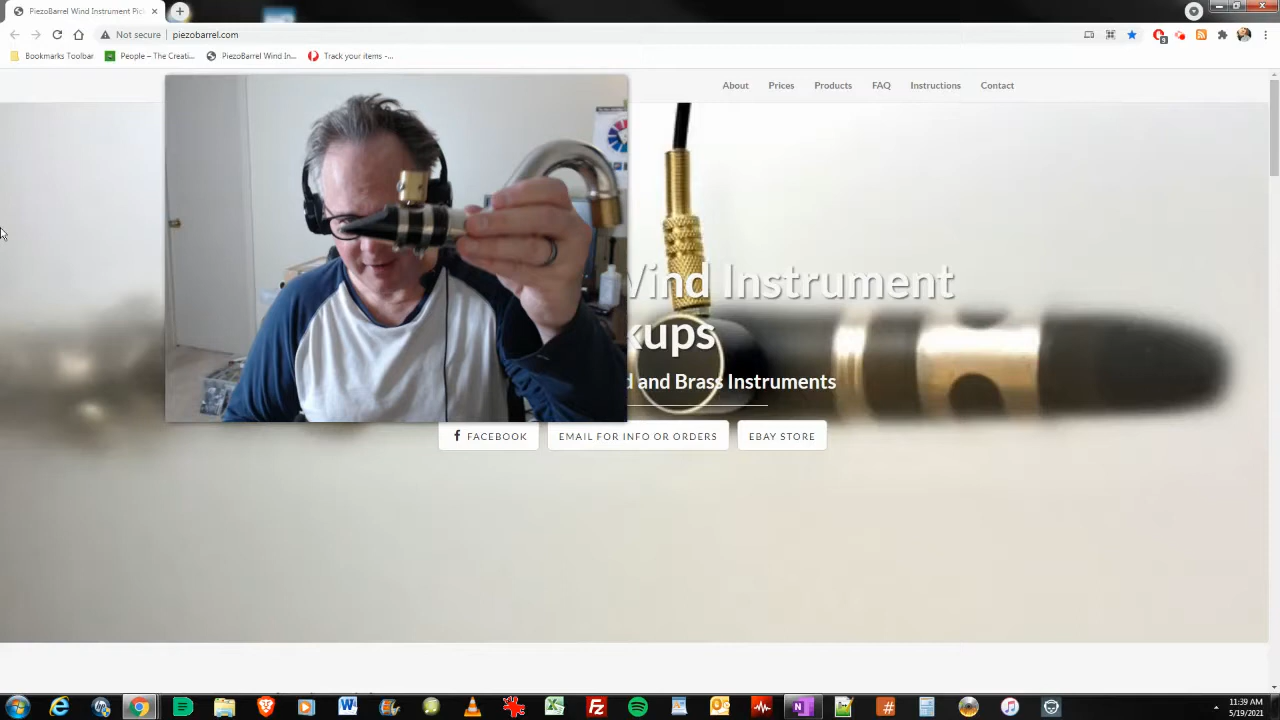 PiezoBarrel Wind Instrument Pic
Not secure
piezobarrel.com
3
Bookmarks Toolbar
People – The Creati...
PiezoBarrel Wind In...
Track your items -...
About
Prices
Products
FAQ
Instructions
Contact
Wind Instrument
kups
d and Brass Instruments
FACEBOOK
EMAIL FOR INFO OR ORDERS
EBAY STORE
11:39 AM
5/19/2021